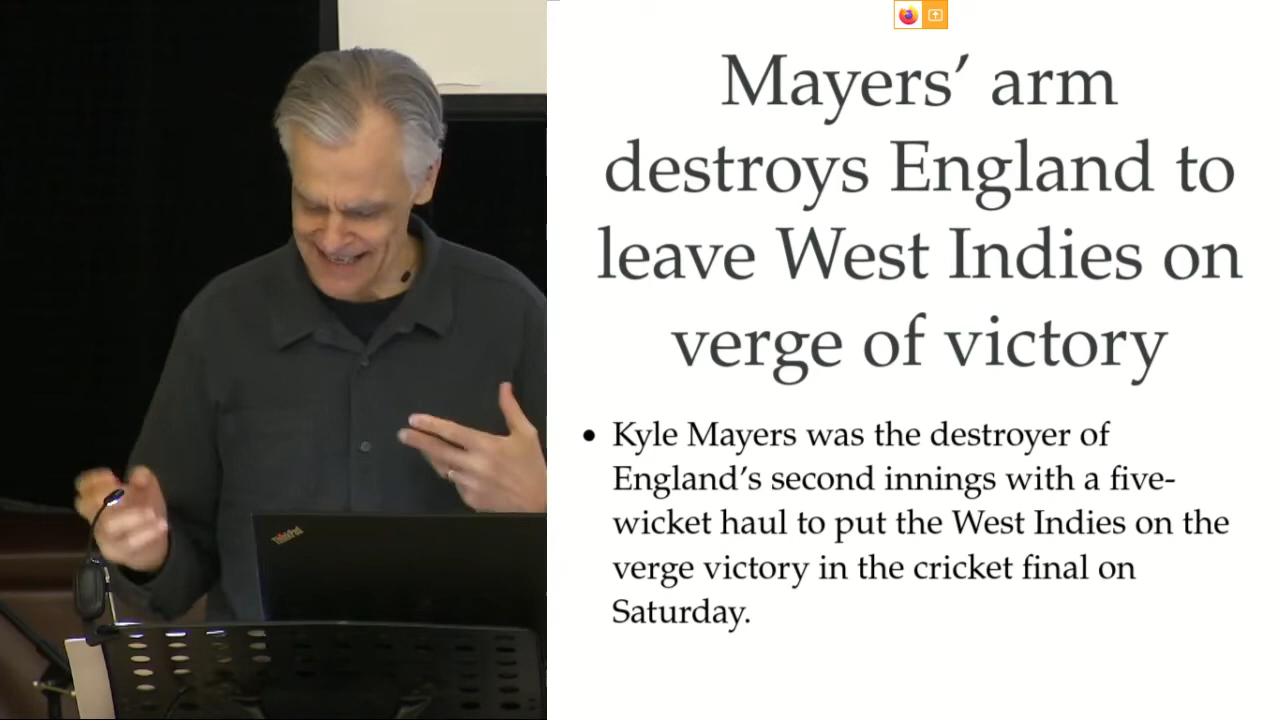 Mayers’ arm
destroys England to
leave West Indies on
verge of victory
• Kyle Mayers was the destroyer of
England’s second innings with a five-
wicket haul to put the West Indies on the
verge victory in the cricket final on
Saturday.
ThinkPad